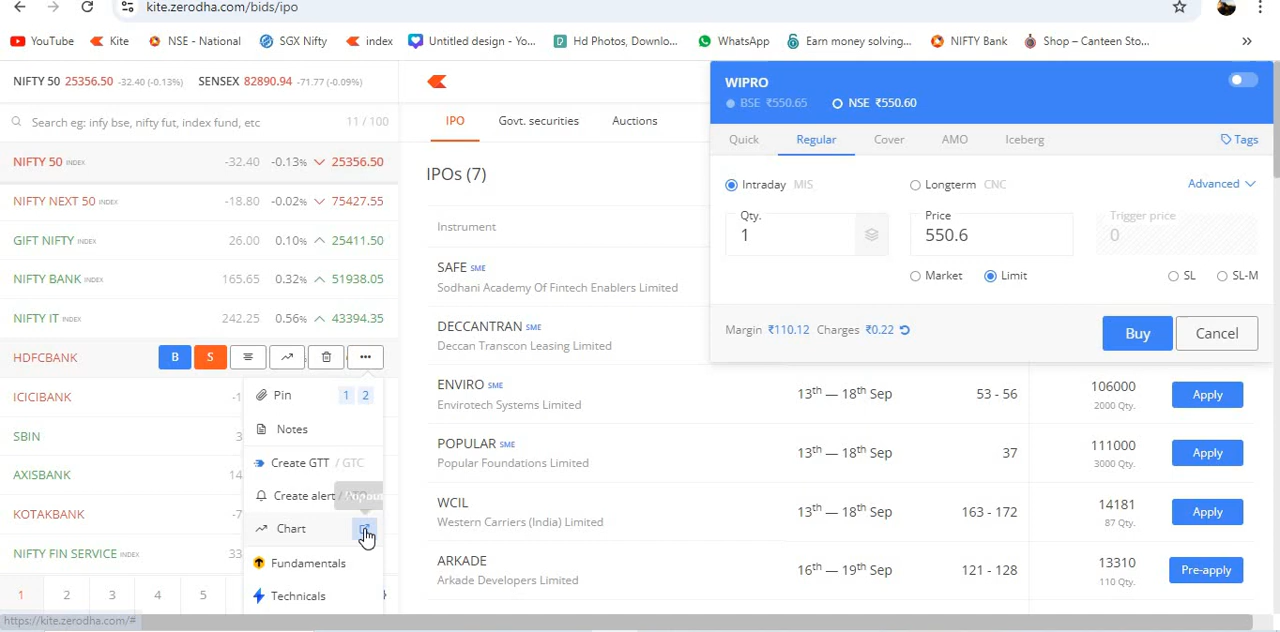 kite.zerodha.com/bids/ipo
YouTube Kite NSE - National SGX Nifty index Untitled design - Yo... Hd Photos, Downlo... WhatsApp Earn money solving... NIFTY Bank Shop – Canteen Sto... »
NIFTY 50 25356.50 -32.40 (-0.13%) SENSEX 82890.94 -71.77 (-0.09%)
Search eg: infy bse, nifty fut, index fund, etc 11 / 100
NIFTY 50 INDEX -32.40 -0.13% 25356.50
NIFTY NEXT 50 INDEX -18.80 -0.02% 75427.55
GIFT NIFTY INDEX 26.00 0.10% 25411.50
NIFTY BANK INDEX 165.65 0.32% 51938.05
NIFTY IT INDEX 242.25 0.56% 43394.35
HDFCBANK B S
ICICIBANK -1
SBIN 3
AXISBANK 14
KOTAKBANK -7
NIFTY FIN SERVICE INDEX 33
1 2 3 4 5
https://kite.zerodha.com/#
Pin 1 2
Notes
Create GTT / GTC
Create alert /
Chart
Fundamentals
Technicals
IPO Govt. securities Auctions
IPOs (7)
Instrument
SAFE SME
Sodhani Academy Of Fintech Enablers Limited
DECCANTRAN SME
Deccan Transcon Leasing Limited
ENVIRO SME 13th — 18th Sep 53 - 56 106000 Apply
Envirotech Systems Limited 2000 Qty.
POPULAR SME 13th — 18th Sep 37 111000 Apply
Popular Foundations Limited 3000 Qty.
WCIL 13th — 18th Sep 163 - 172 14181 Apply
Western Carriers (India) Limited 87 Qty.
ARKADE 16th — 19th Sep 121 - 128 13310 Pre-apply
Arkade Developers Limited 110 Qty.
WIPRO
BSE ₹550.65 NSE ₹550.60
Quick Regular Cover AMO Iceberg Tags
Intraday MIS Longterm CNC Advanced
Qty. Price Trigger price
1 550.6 0
Market Limit SL SL-M
Margin ₹110.12 Charges ₹0.22 Buy Cancel